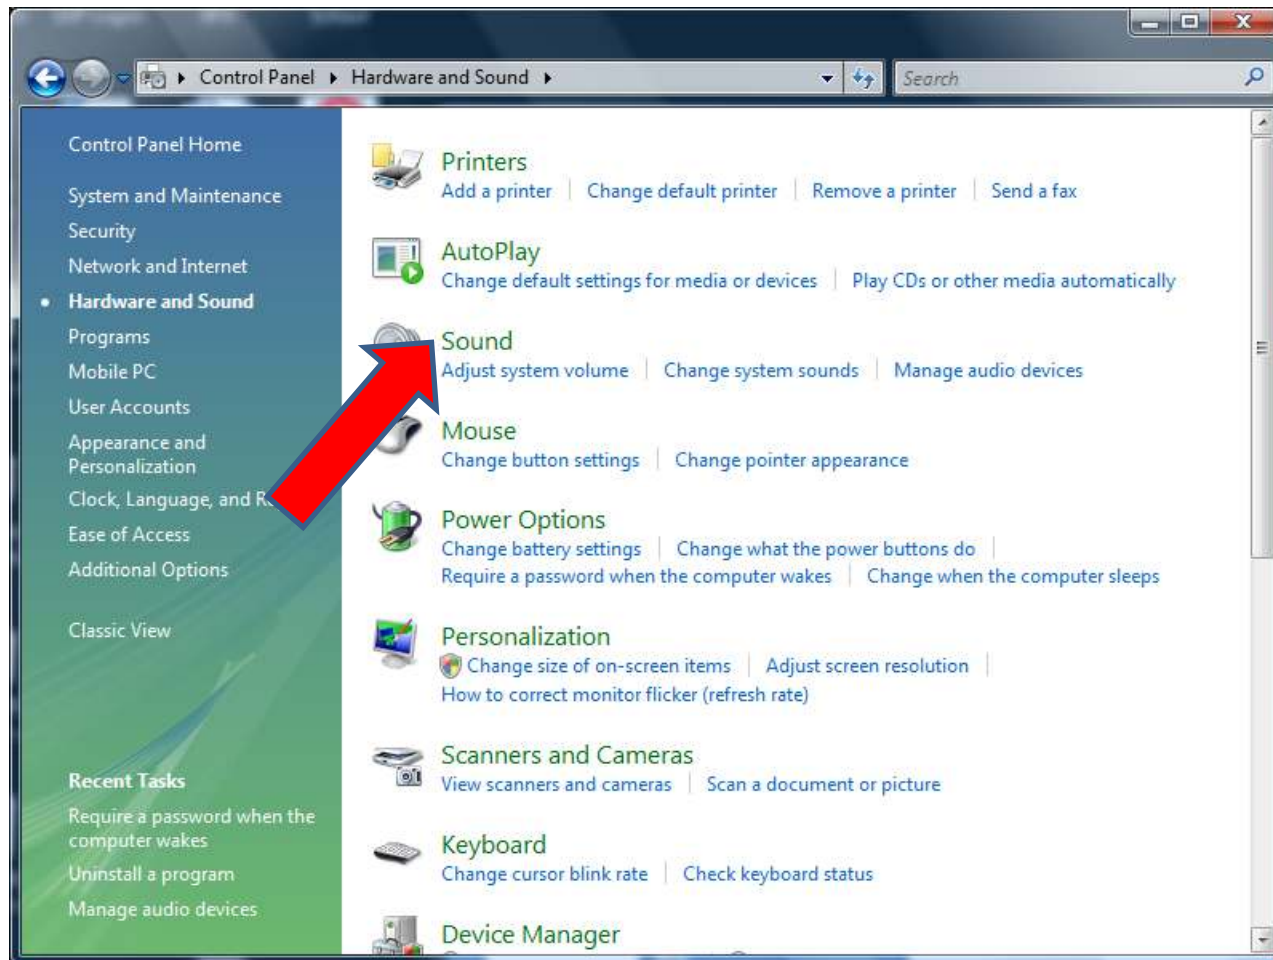 Control Panel Hardware and Sound Search
Control Panel Home
System and Maintenance
Security
Network and Internet
Hardware and Sound
Programs
Mobile PC
User Accounts
Appearance and
Personalization
Clock, Language, and
Ease of Access
Additional Options
Classic View
Recent Tasks
Require a password when the
computer wakes
Uninstall a program
Manage audio devices
Printers
Add a printer Change default printer Remove a printer Send a fax
AutoPlay
Change default settings for media or devices Play CDs or other media automatically
Sound
Adjust system volume Change system sounds Manage audio devices
Mouse
Change button settings Change pointer appearance
Power Options
Change battery settings Change what the power buttons do
Require a password when the computer wakes Change when the computer sleeps
Personalization
Change size of on-screen items Adjust screen resolution
How to correct monitor flicker (refresh rate)
Scanners and Cameras
View scanners and cameras Scan a document or picture
Keyboard
Change cursor blink rate Check keyboard status
Device Manager